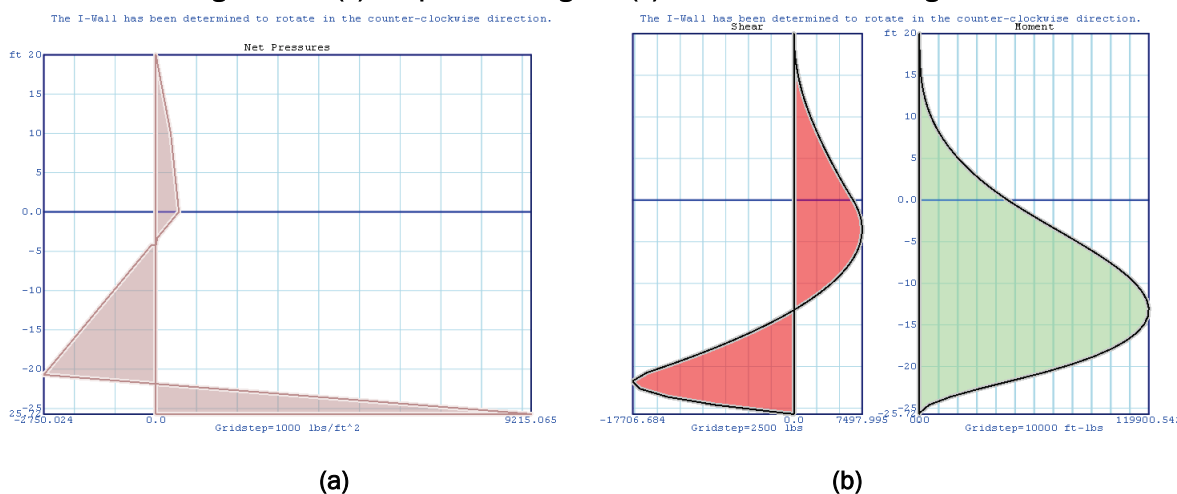 The I-Wall has been determined to rotate in the counter-clockwise direction.
Net Pressures
ft 20
15
10
5
0.0
-5
-10
-15
-20
-25
0.0
9215.065
Gridstep=1000 lbs/ft^2
(a)
The I-Wall has been determined to rotate in the counter-clockwise direction.
Shear
Moment
ft 20
15
10
5
0.0
-5
-10
-15
-20
-17706.684
0.0
7497.995
Gridstep=2500 lbs
Gridstep=10000 ft-lbs
(b)